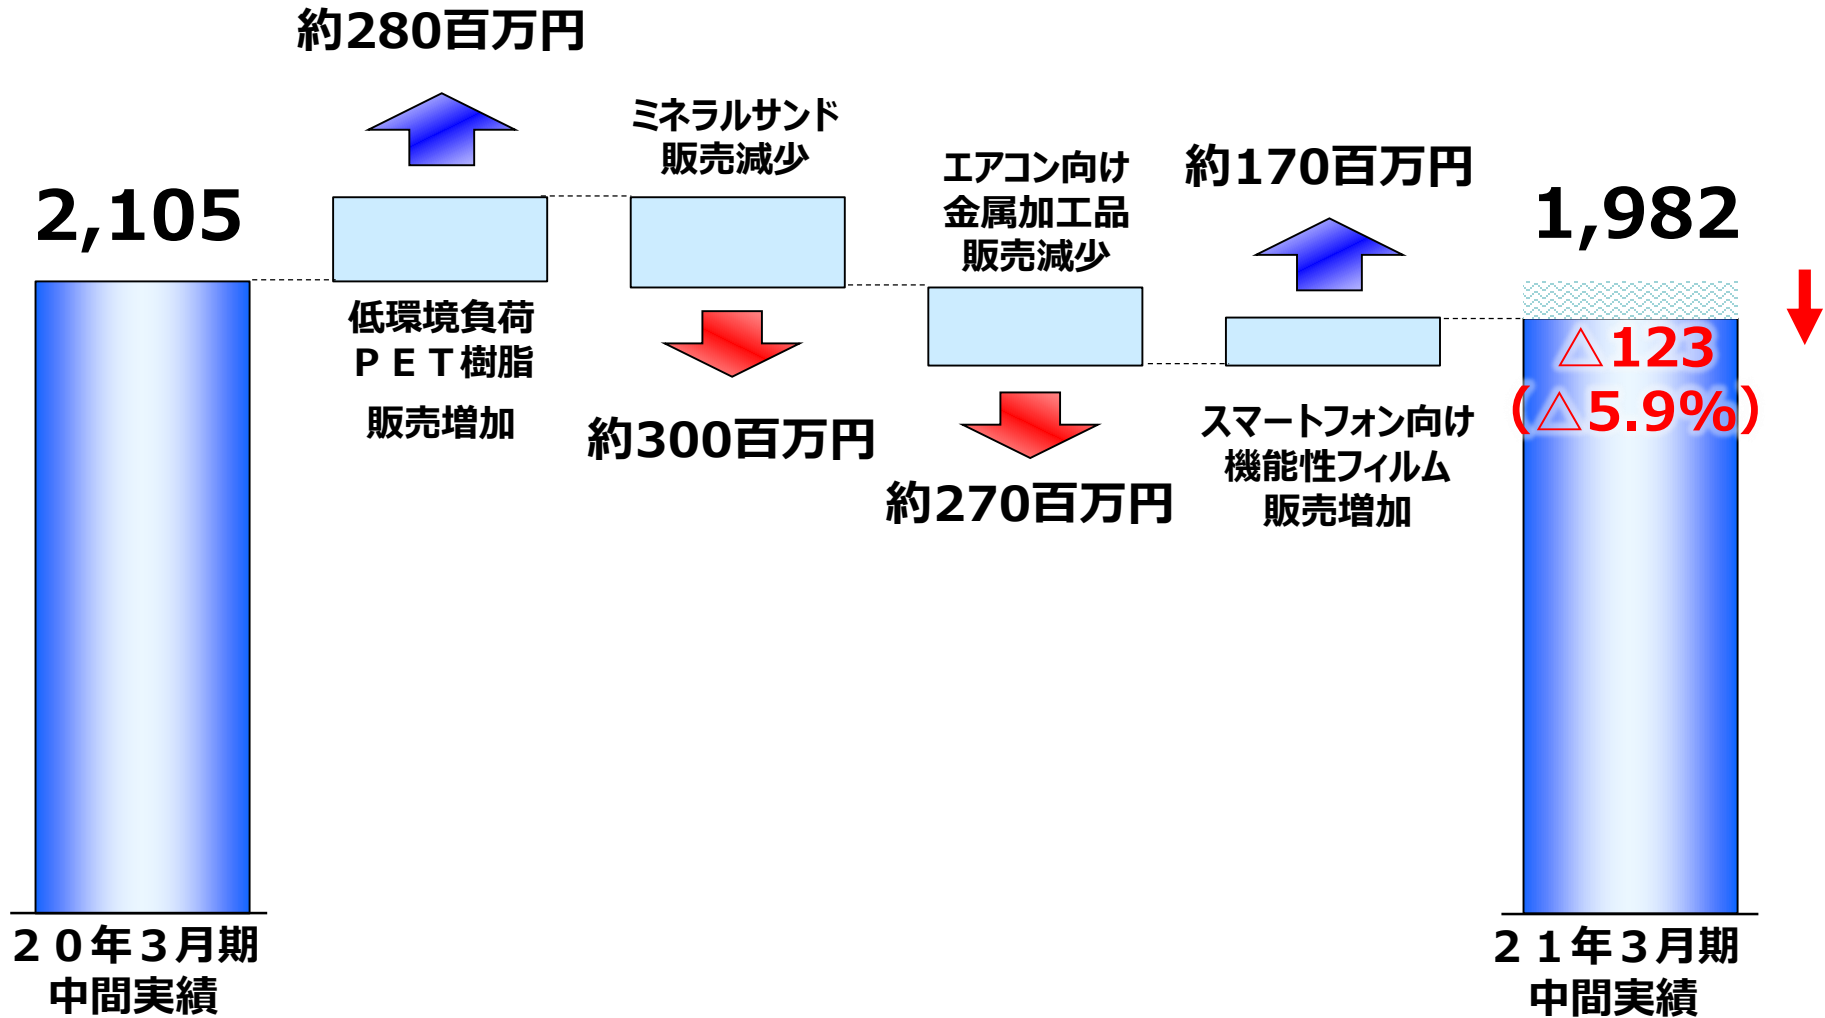 約280百万円
2,105
低環境負荷
ＰＥＴ樹脂
販売増加
ミネラルサンド
販売減少
約300百万円
エアコン向け
金属加工品
販売減少
約270百万円
約170百万円
スマートフォン向け
機能性フィルム
販売増加
1,982
△123
(△5.9%)
２０年３月期
中間実績
２１年３月期
中間実績